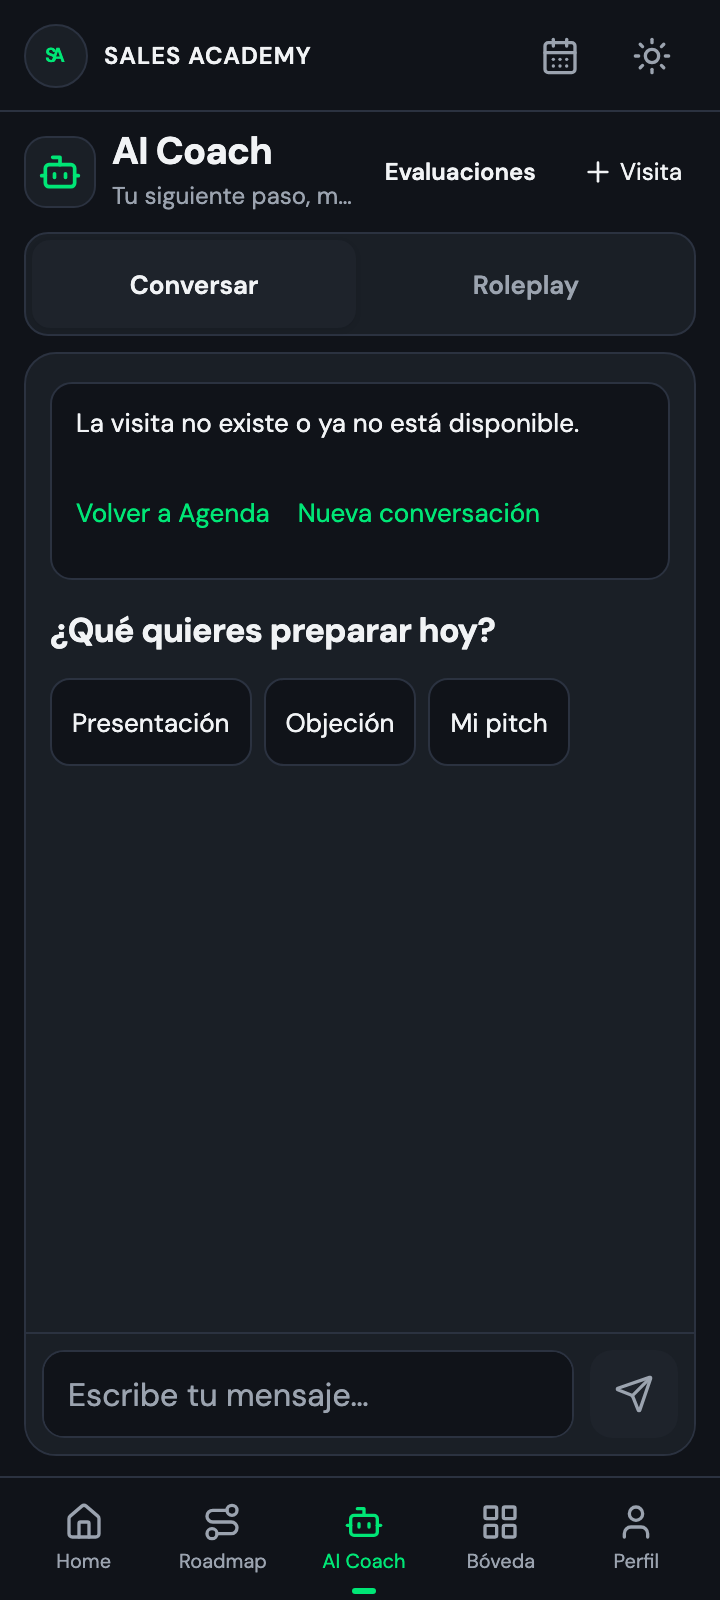 SA
SALES ACADEMY
AI Coach
Tu siguiente paso, m...
Evaluaciones
Visita
Conversar
Roleplay
La visita no existe o ya no está disponible.
Volver a Agenda
Nueva conversación
¿Qué quieres preparar hoy?
Presentación
Objeción
Mi pitch
Escribe tu mensaje...
Home
Roadmap
AI Coach
Bóveda
Perfil